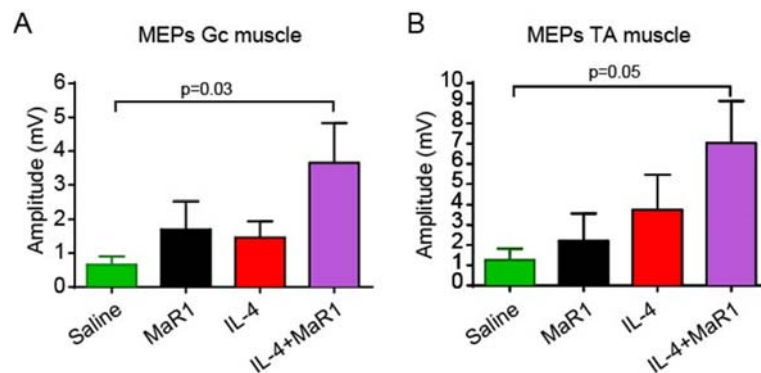 A
MEPs Gc muscle
p=0.03
Amplitude (mV)
6
5
4
3
2
1
0
Saline
MaR1
IL-4
IL-4+MaR1
B
MEPs TA muscle
p=0.05
Amplitude (mV)
10
9
8
7
6
5
4
3
2
1
0
Saline
MaR1
IL-4
IL-4+MaR1